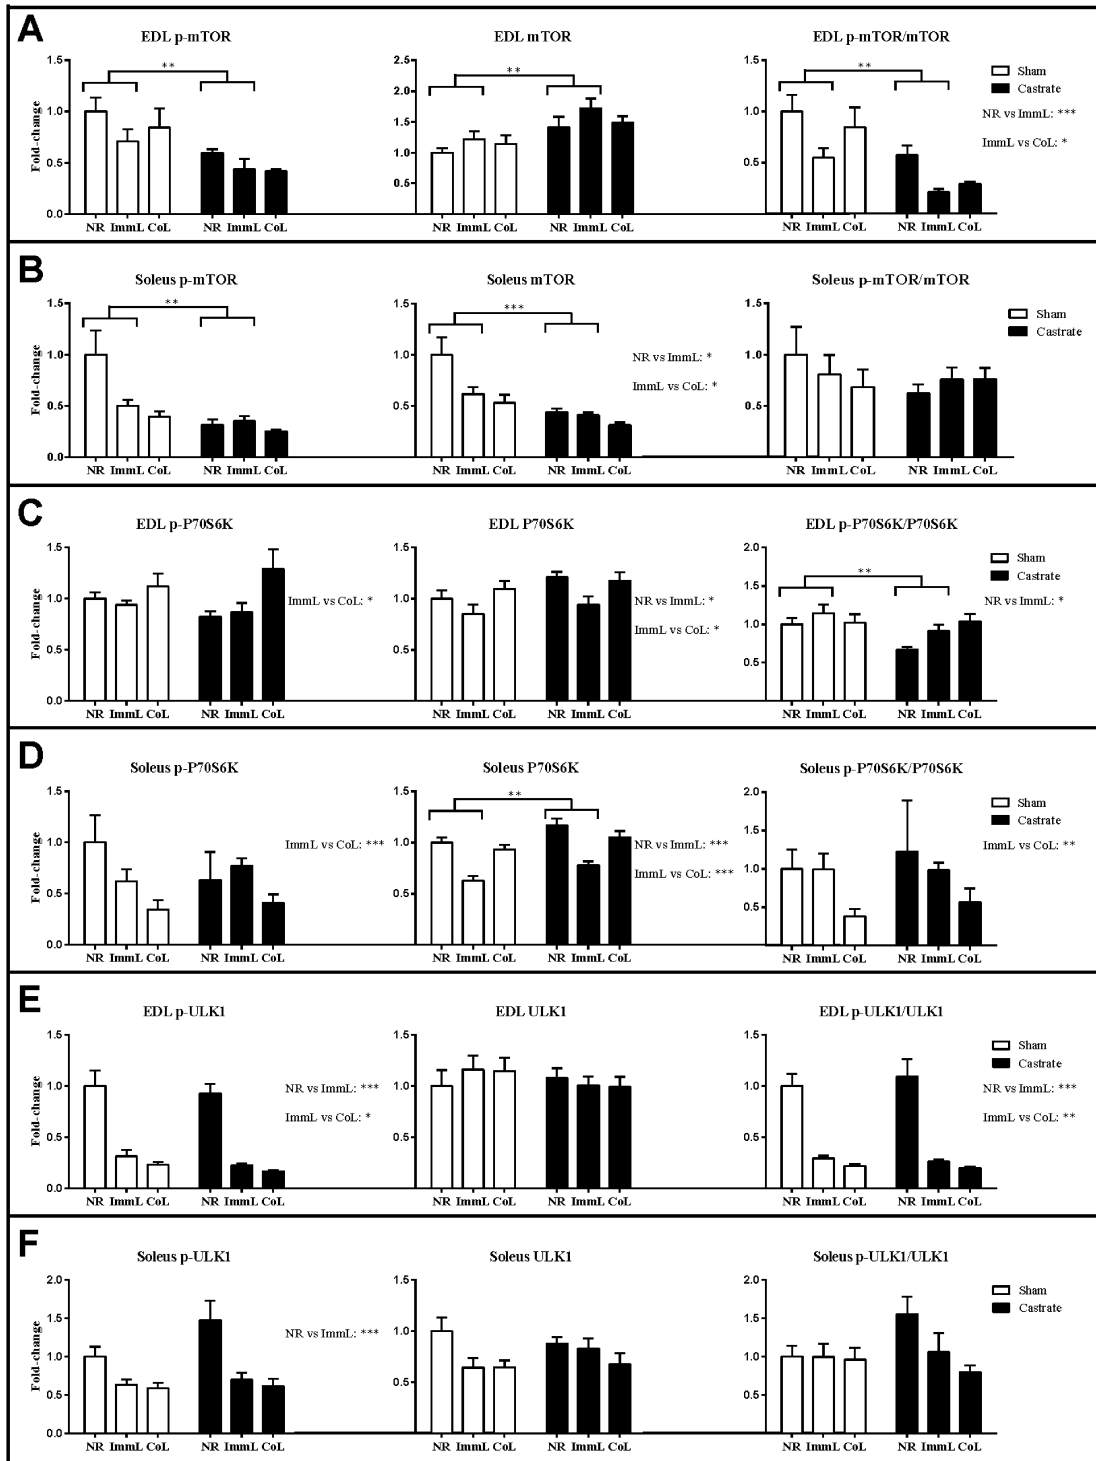 A
EDL p-mTOR
EDL mTOR
EDL p-mTOR/mTOR
Fold-change
1.5
1.0
0.5
0.0
**
NR ImmL CoL NR ImmL CoL
2.5
2.0
1.5
1.0
0.5
**
NR ImmL CoL NR ImmL CoL
1.5
1.0
0.5
**
NR ImmL CoL NR ImmL CoL
Sham
Castrate
NR vs ImmL: ***
ImmL vs CoL: *
B
Soleus p-mTOR
Soleus mTOR
Soleus p-mTOR/mTOR
Fold-change
1.5
1.0
0.5
0.0
**
NR ImmL CoL NR ImmL CoL
1.5
1.0
0.5
***
NR ImmL CoL NR ImmL CoL
NR vs ImmL: *
ImmL vs CoL: *
1.5
1.0
0.5
NR ImmL CoL NR ImmL CoL
Sham
Castrate
C
EDL p-P70S6K
EDL P70S6K
EDL p-P70S6K/P70S6K
Fold-change
1.5
1.0
0.5
0.0
NR ImmL CoL NR ImmL CoL
ImmL vs CoL: *
1.5
1.0
0.5
NR ImmL CoL NR ImmL CoL
NR vs ImmL: *
ImmL vs CoL: *
2.0
1.5
1.0
0.5
**
NR ImmL CoL NR ImmL CoL
Sham
Castrate
NR vs ImmL: *
D
Soleus p-P70S6K
Soleus P70S6K
Soleus p-P70S6K/P70S6K
Fold-change
1.5
1.0
0.5
0.0
NR ImmL CoL NR ImmL CoL
ImmL vs CoL: ***
1.5
1.0
0.5
**
NR ImmL CoL NR ImmL CoL
NR vs ImmL: ***
ImmL vs CoL: ***
2.0
1.5
1.0
0.5
NR ImmL CoL NR ImmL CoL
Sham
Castrate
ImmL vs CoL: **
E
EDL p-ULK1
EDL ULK1
EDL p-ULK1/ULK1
Fold-change
1.5
1.0
0.5
0.0
NR ImmL CoL NR ImmL CoL
NR vs ImmL: ***
ImmL vs CoL: *
1.5
1.0
0.5
NR ImmL CoL NR ImmL CoL
1.5
1.0
0.5
NR ImmL CoL NR ImmL CoL
Sham
Castrate
NR vs ImmL: ***
ImmL vs CoL: **
F
Soleus p-ULK1
Soleus ULK1
Soleus p-ULK1/ULK1
Fold-change
2.0
1.5
1.0
0.5
0.0
NR ImmL CoL NR ImmL CoL
NR vs ImmL: ***
1.5
1.0
0.5
NR ImmL CoL NR ImmL CoL
2.0
1.5
1.0
0.5
NR ImmL CoL NR ImmL CoL
Sham
Castrate